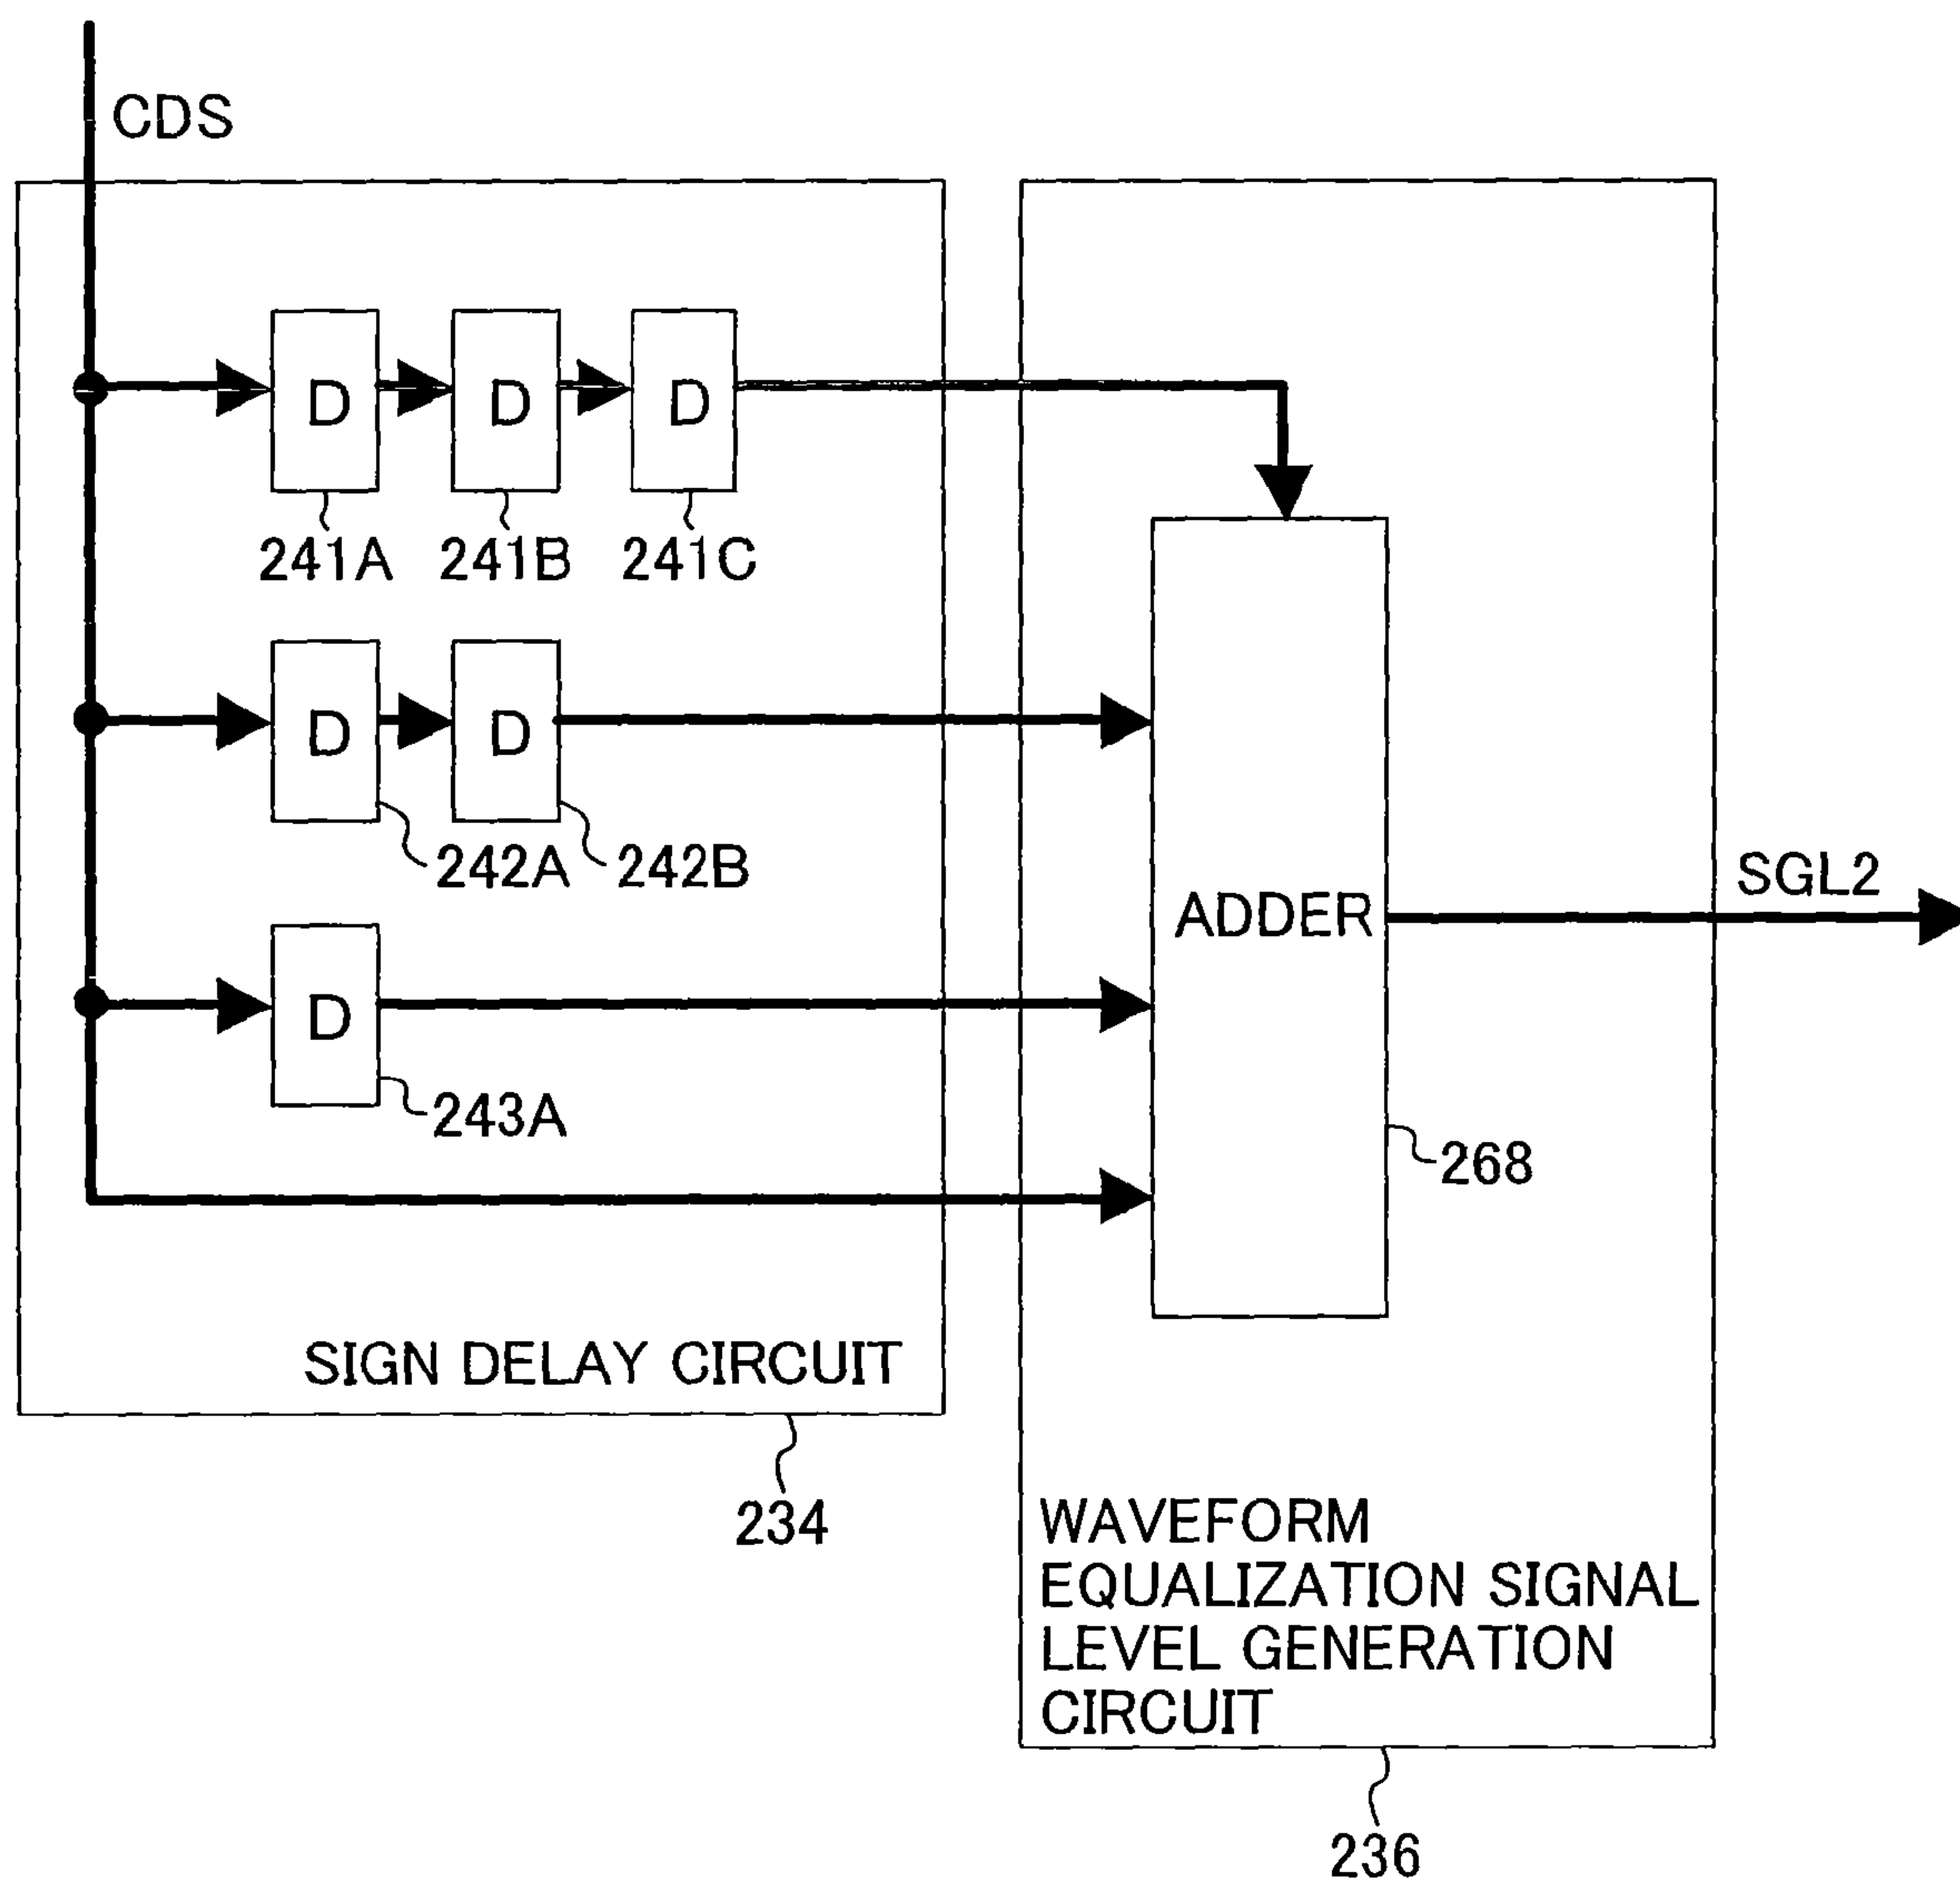 CDS
D
D
D
241A
241B
241C
D
D
242A
242B
ADDER
SGL2
D
243A
268
SIGN DELAY CIRCUIT
234
WAVEFORM
EQUALIZATION SIGNAL
LEVEL GENERATION
CIRCUIT
236